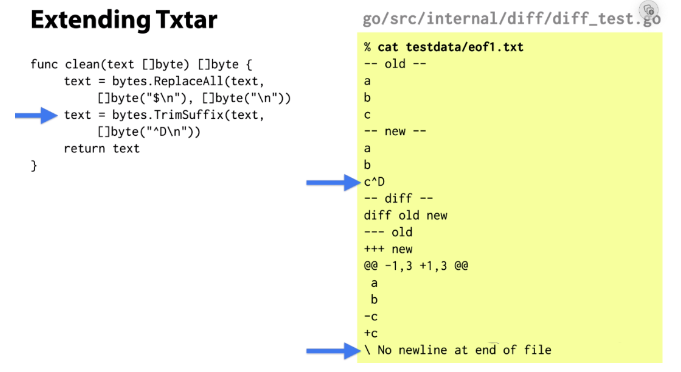 Extending Txtar
func clean(text []byte) []byte {
text = bytes.ReplaceAll(text,
[]byte("$\n"), []byte("\n"))
text = bytes.TrimSuffix(text,
[]byte("^D\n"))
return text
}
go/src/internal/diff/diff_test.go
% cat testdata/eof1.txt
-- old --
a
b
c
-- new --
a
b
c^D
-- diff --
diff old new
--- old
+++ new
@@ -1,3 +1,3 @@
 a
 b
-c
+c
\ No newline at end of file